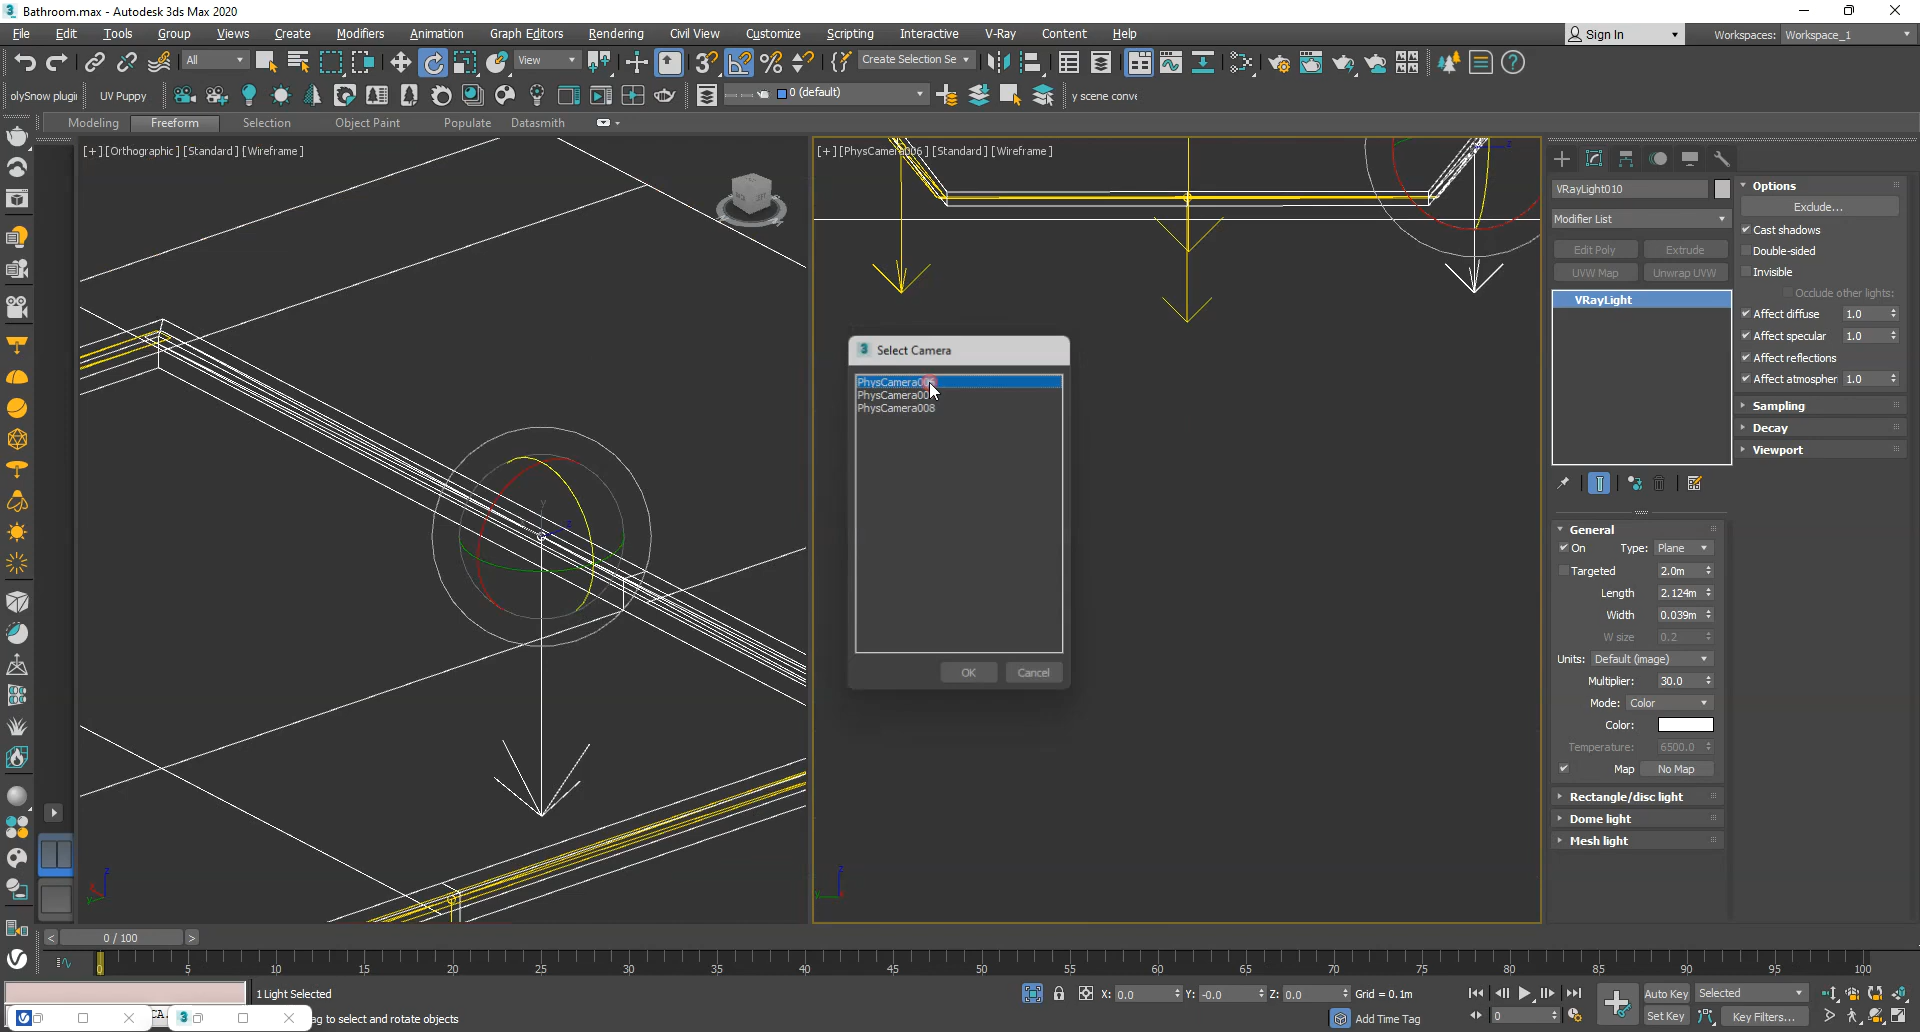 Bathroom.max - Autodesk 3ds Max 2020
File Edit Tools Group Views Create Modifiers Animation Graph Editors Rendering Civil View Customize Scripting Interactive V-Ray Content Help
Sign In Workspaces: Workspace_1
All View Create Selection Se
olySnow plugin UV Puppy 0 (default) y scene conve
Modeling Freeform Selection Object Paint Populate Datasmith
[+] [Orthographic] [Standard] [Wireframe]
[+] [PhysCamera006] [Standard] [Wireframe]
Select Camera
PhysCamera008
OK Cancel
VRayLight010
Modifier List
Edit Poly Extrude
UVW Map Unwrap UVW
VRayLight
General
On Type: Plane
Targeted 2.0m
Length 2.124m
Width 0.039m
W size 0.2
Units: Default (image)
Multiplier: 30.0
Mode: Color
Color:
Temperature: 6500.0
Map No Map
Rectangle/disc light
Dome light
Mesh light
Options
Exclude...
Cast shadows
Double-sided
Invisible
Occlude other lights:
Affect diffuse 1.0
Affect specular 1.0
Affect reflections
Affect atmospher 1.0
Sampling
Decay
Viewport
< 0 / 100 >
0 5 10 15 20 25 30 35 40 45 50 55 60 65 70 75 80 85 90 95 100
1 Light Selected
X: 0.0 Y: -0.0 Z: 0.0 Grid = 0.1m
Auto Key Selected
CA. ag to select and rotate objects
Add Time Tag
0 Set Key Key Filters...